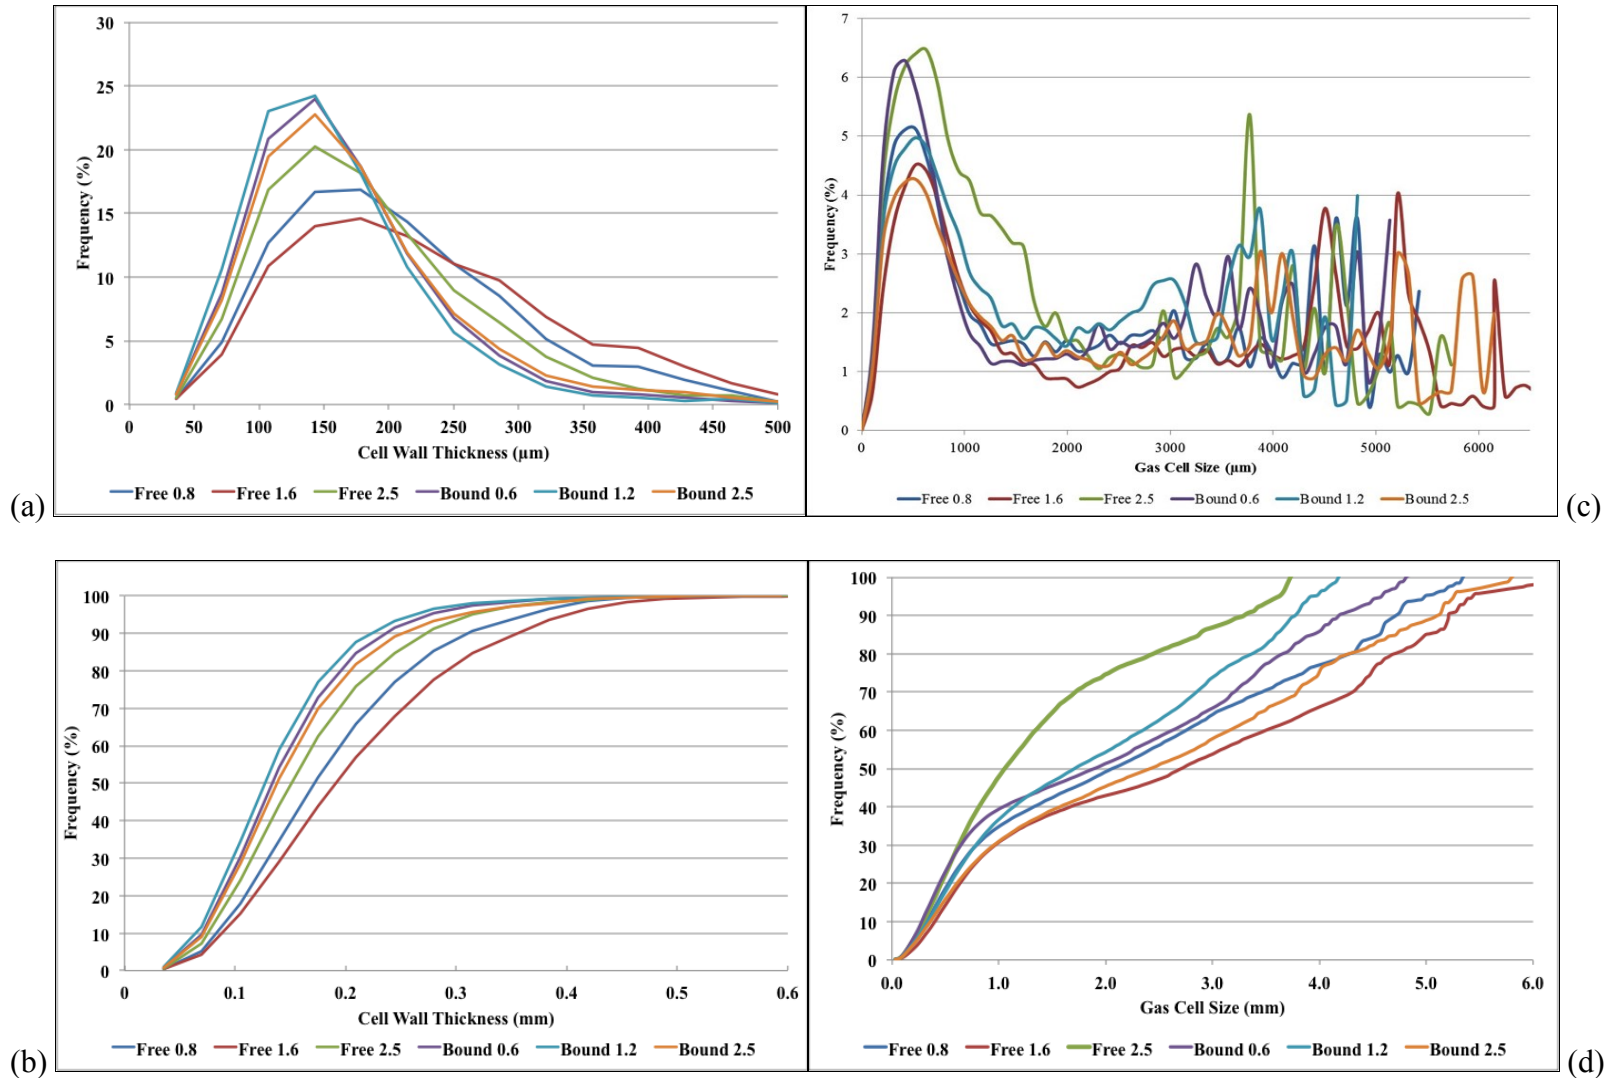 30
25
20
15
10
5
0
Frequency (%)
0 50 100 150 200 250 300 350 400 450 500
Cell Wall Thickness (µm)
Free 0.8 Free 1.6 Free 2.5 Bound 0.6 Bound 1.2 Bound 2.5
(a)
7
6
5
4
3
2
1
0
Frequency (%)
0 1000 2000 3000 4000 5000 6000
Gas Cell Size (µm)
Free 0.8 Free 1.6 Free 2.5 Bound 0.6 Bound 1.2 Bound 2.5
(c)
100
90
80
70
60
50
40
30
20
10
0
Frequency (%)
0 0.1 0.2 0.3 0.4 0.5 0.6
Cell Wall Thickness (mm)
Free 0.8 Free 1.6 Free 2.5 Bound 0.6 Bound 1.2 Bound 2.5
(b)
100
90
80
70
60
50
40
30
20
10
0
Frequency (%)
0.0 1.0 2.0 3.0 4.0 5.0 6.0
Gas Cell Size (mm)
Free 0.8 Free 1.6 Free 2.5 Bound 0.6 Bound 1.2 Bound 2.5
(d)